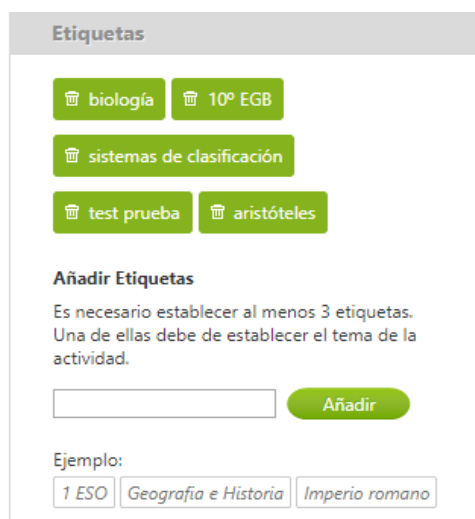 Etiquetas
biología 10º EGB
sistemas de clasificación
test prueba aristóteles
Añadir Etiquetas
Es necesario establecer al menos 3 etiquetas.
Una de ellas debe de establecer el tema de la
actividad.
Añadir
Ejemplo:
1 ESO Geografia e Historia Imperio romano